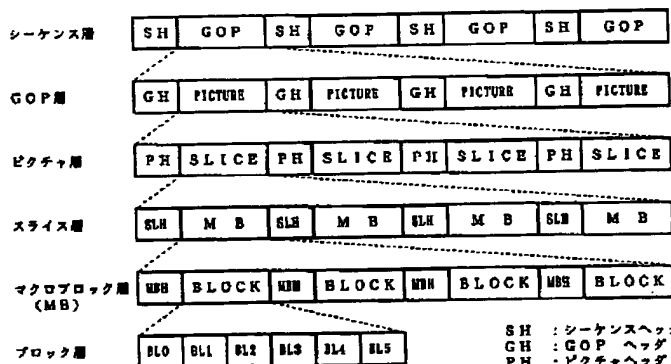 シーケンス層 SH GOP SH GOP SH GOP SH GOP
GOP層 GH PICTURE GH PICTURE GH PICTURE GH PICTURE
ピクチャ層 PH SLICE PH SLICE PH SLICE PH SLICE
スライス層 SLH MB SLH MB SLH MB SLH MB
マクロブロック層 MBH BLOCK MBH BLOCK MBH BLOCK MBH BLOCK
(MB)
ブロック層 BL0 BL1 BL2 BL3 BL4 BL5
SH :シーケンスヘッ
GH :GOP ヘッダ
PH :ピクチャヘッダ